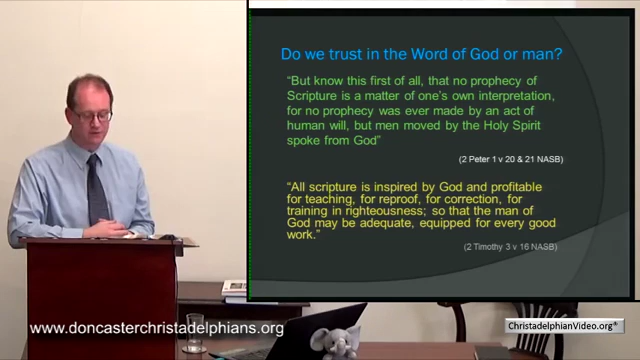 Do we trust in the Word of God or man?
“But know this first of all, that no prophecy of
Scripture is a matter of one’s own interpretation,
for no prophecy was ever made by an act of
human will, but men moved by the Holy Spirit
spoke from God”
(2 Peter 1 v 20 & 21 NASB)
“All scripture is inspired by God and profitable
for teaching, for reproof, for correction, for
training in righteousness; so that the man of
God may be adequate, equipped for every good
work.”
(2 Timothy 3 v 16 NASB)
www.doncasterchristadelphians.org
ChristadelphianVideo.org